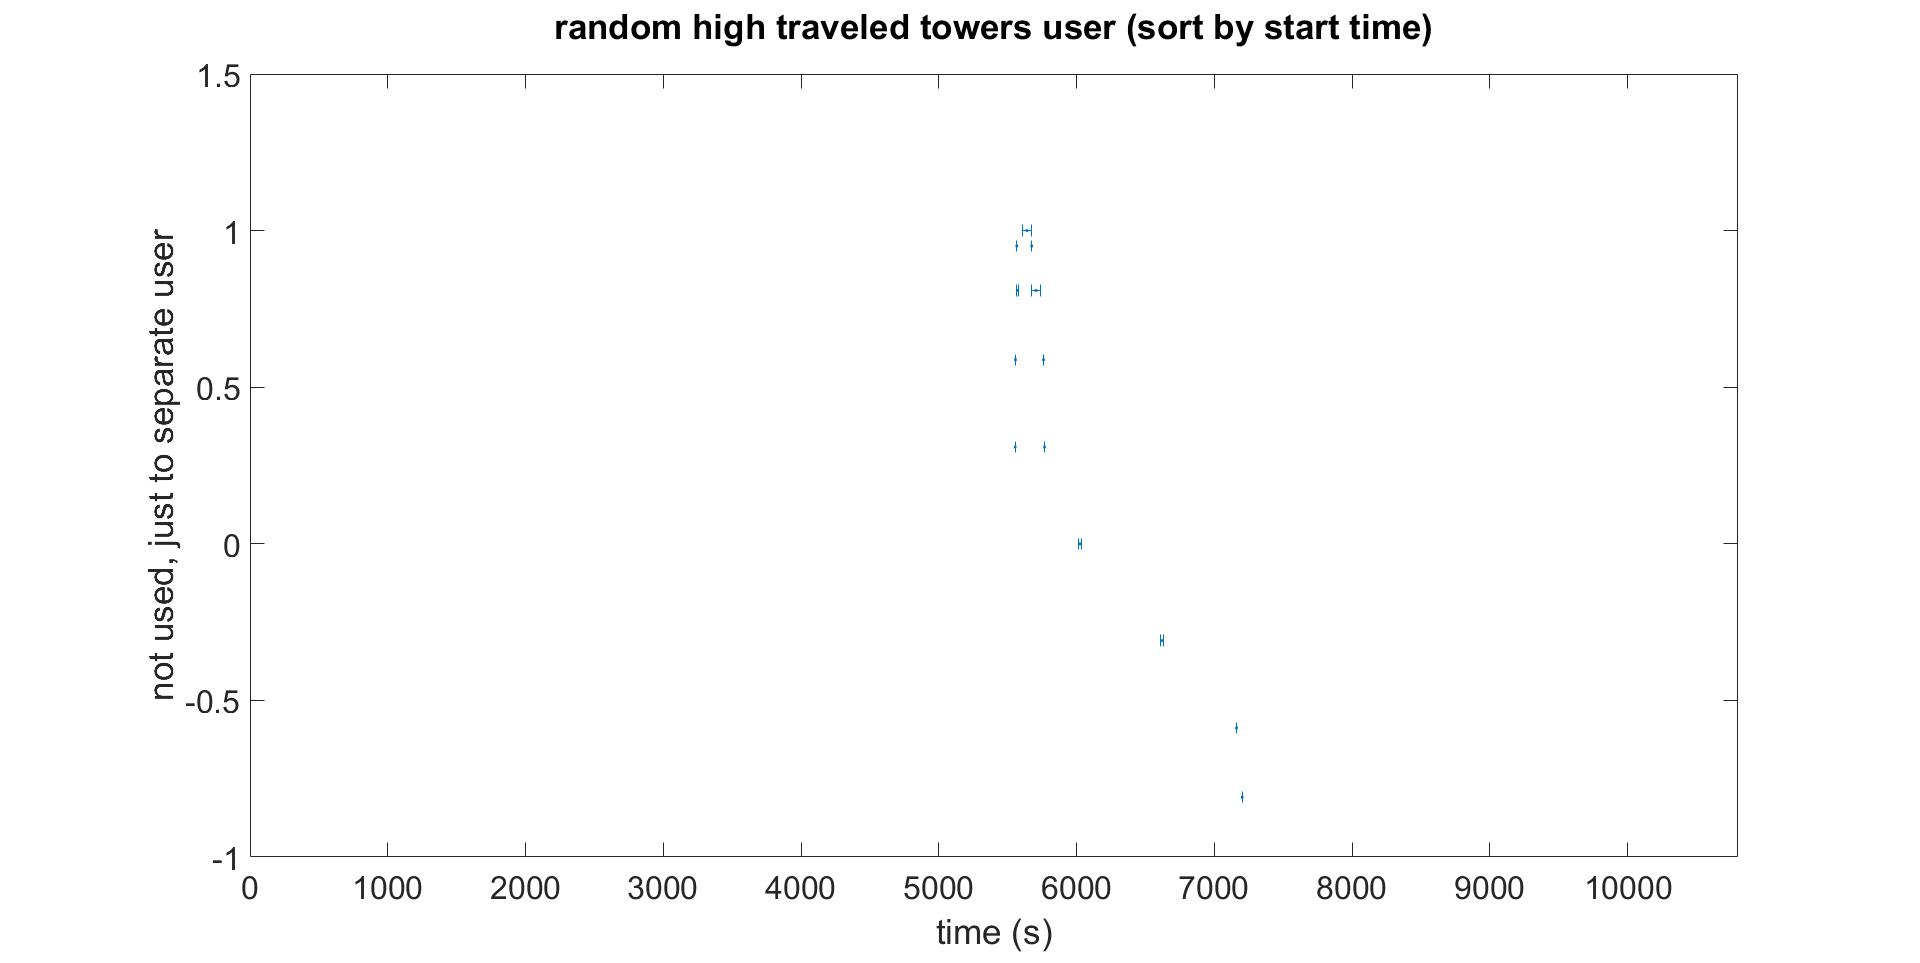 random high traveled towers user (sort by start time)
1.5
1
0.5
0
-0.5
-1
not used, just to separate user
0 1000 2000 3000 4000 5000 6000 7000 8000 9000 10000
time (s)